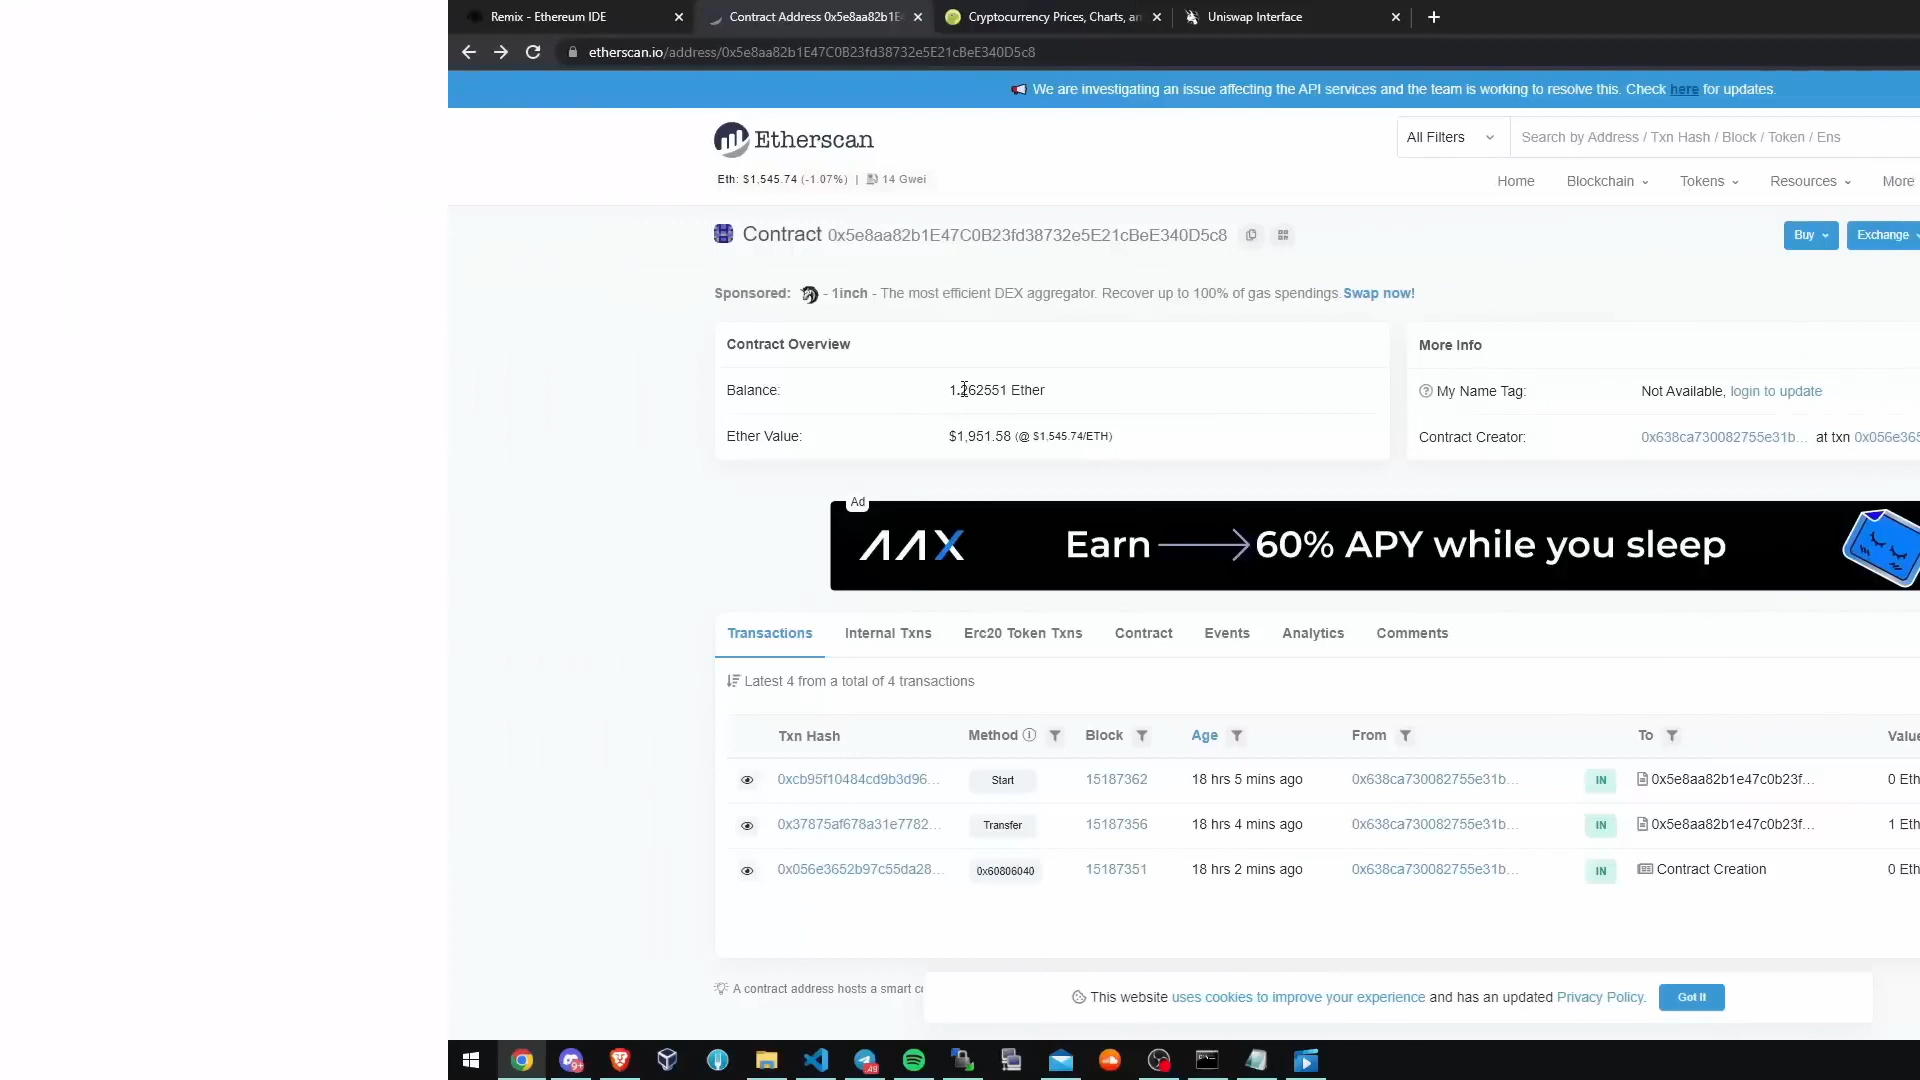 Remix - Ethereum IDE
Contract Address 0x5e8aa82b1E
Cryptocurrency Prices, Charts, an
Uniswap Interface
etherscan.io/address/0x5e8aa82b1E47C0B23fd38732e5E21cBeE340D5c8
We are investigating an issue affecting the API services and the team is working to resolve this. Check here for updates.
Etherscan
All Filters
Search by Address / Txn Hash / Block / Token / Ens
Eth: $1,545.74 (-1.07%) | 14 Gwei
Home Blockchain Tokens Resources More
Contract 0x5e8aa82b1E47C0B23fd38732e5E21cBeE340D5c8
Buy Exchange
Sponsored: - 1inch - The most efficient DEX aggregator. Recover up to 100% of gas spendings. Swap now!
Contract Overview
More Info
Balance: 1.262551 Ether
My Name Tag: Not Available, login to update
Ether Value: $1,951.58 (@ $1,545.74/ETH)
Contract Creator: 0x638ca730082755e31b... at txn 0x056e365
Ad
AAX Earn 60% APY while you sleep
Transactions Internal Txns Erc20 Token Txns Contract Events Analytics Comments
Latest 4 from a total of 4 transactions
Txn Hash Method Block Age From To Value
0xcb95f10484cd9b3d96... Start 15187362 18 hrs 5 mins ago 0x638ca730082755e31b... IN 0x5e8aa82b1e47c0b23f... 0 Eth
0x37875af678a31e7782... Transfer 15187356 18 hrs 4 mins ago 0x638ca730082755e31b... IN 0x5e8aa82b1e47c0b23f... 1 Eth
0x056e3652b97c55da28... 0x60806040 15187351 18 hrs 2 mins ago 0x638ca730082755e31b... IN Contract Creation 0 Eth
A contract address hosts a smart co
This website uses cookies to improve your experience and has an updated Privacy Policy. Got It